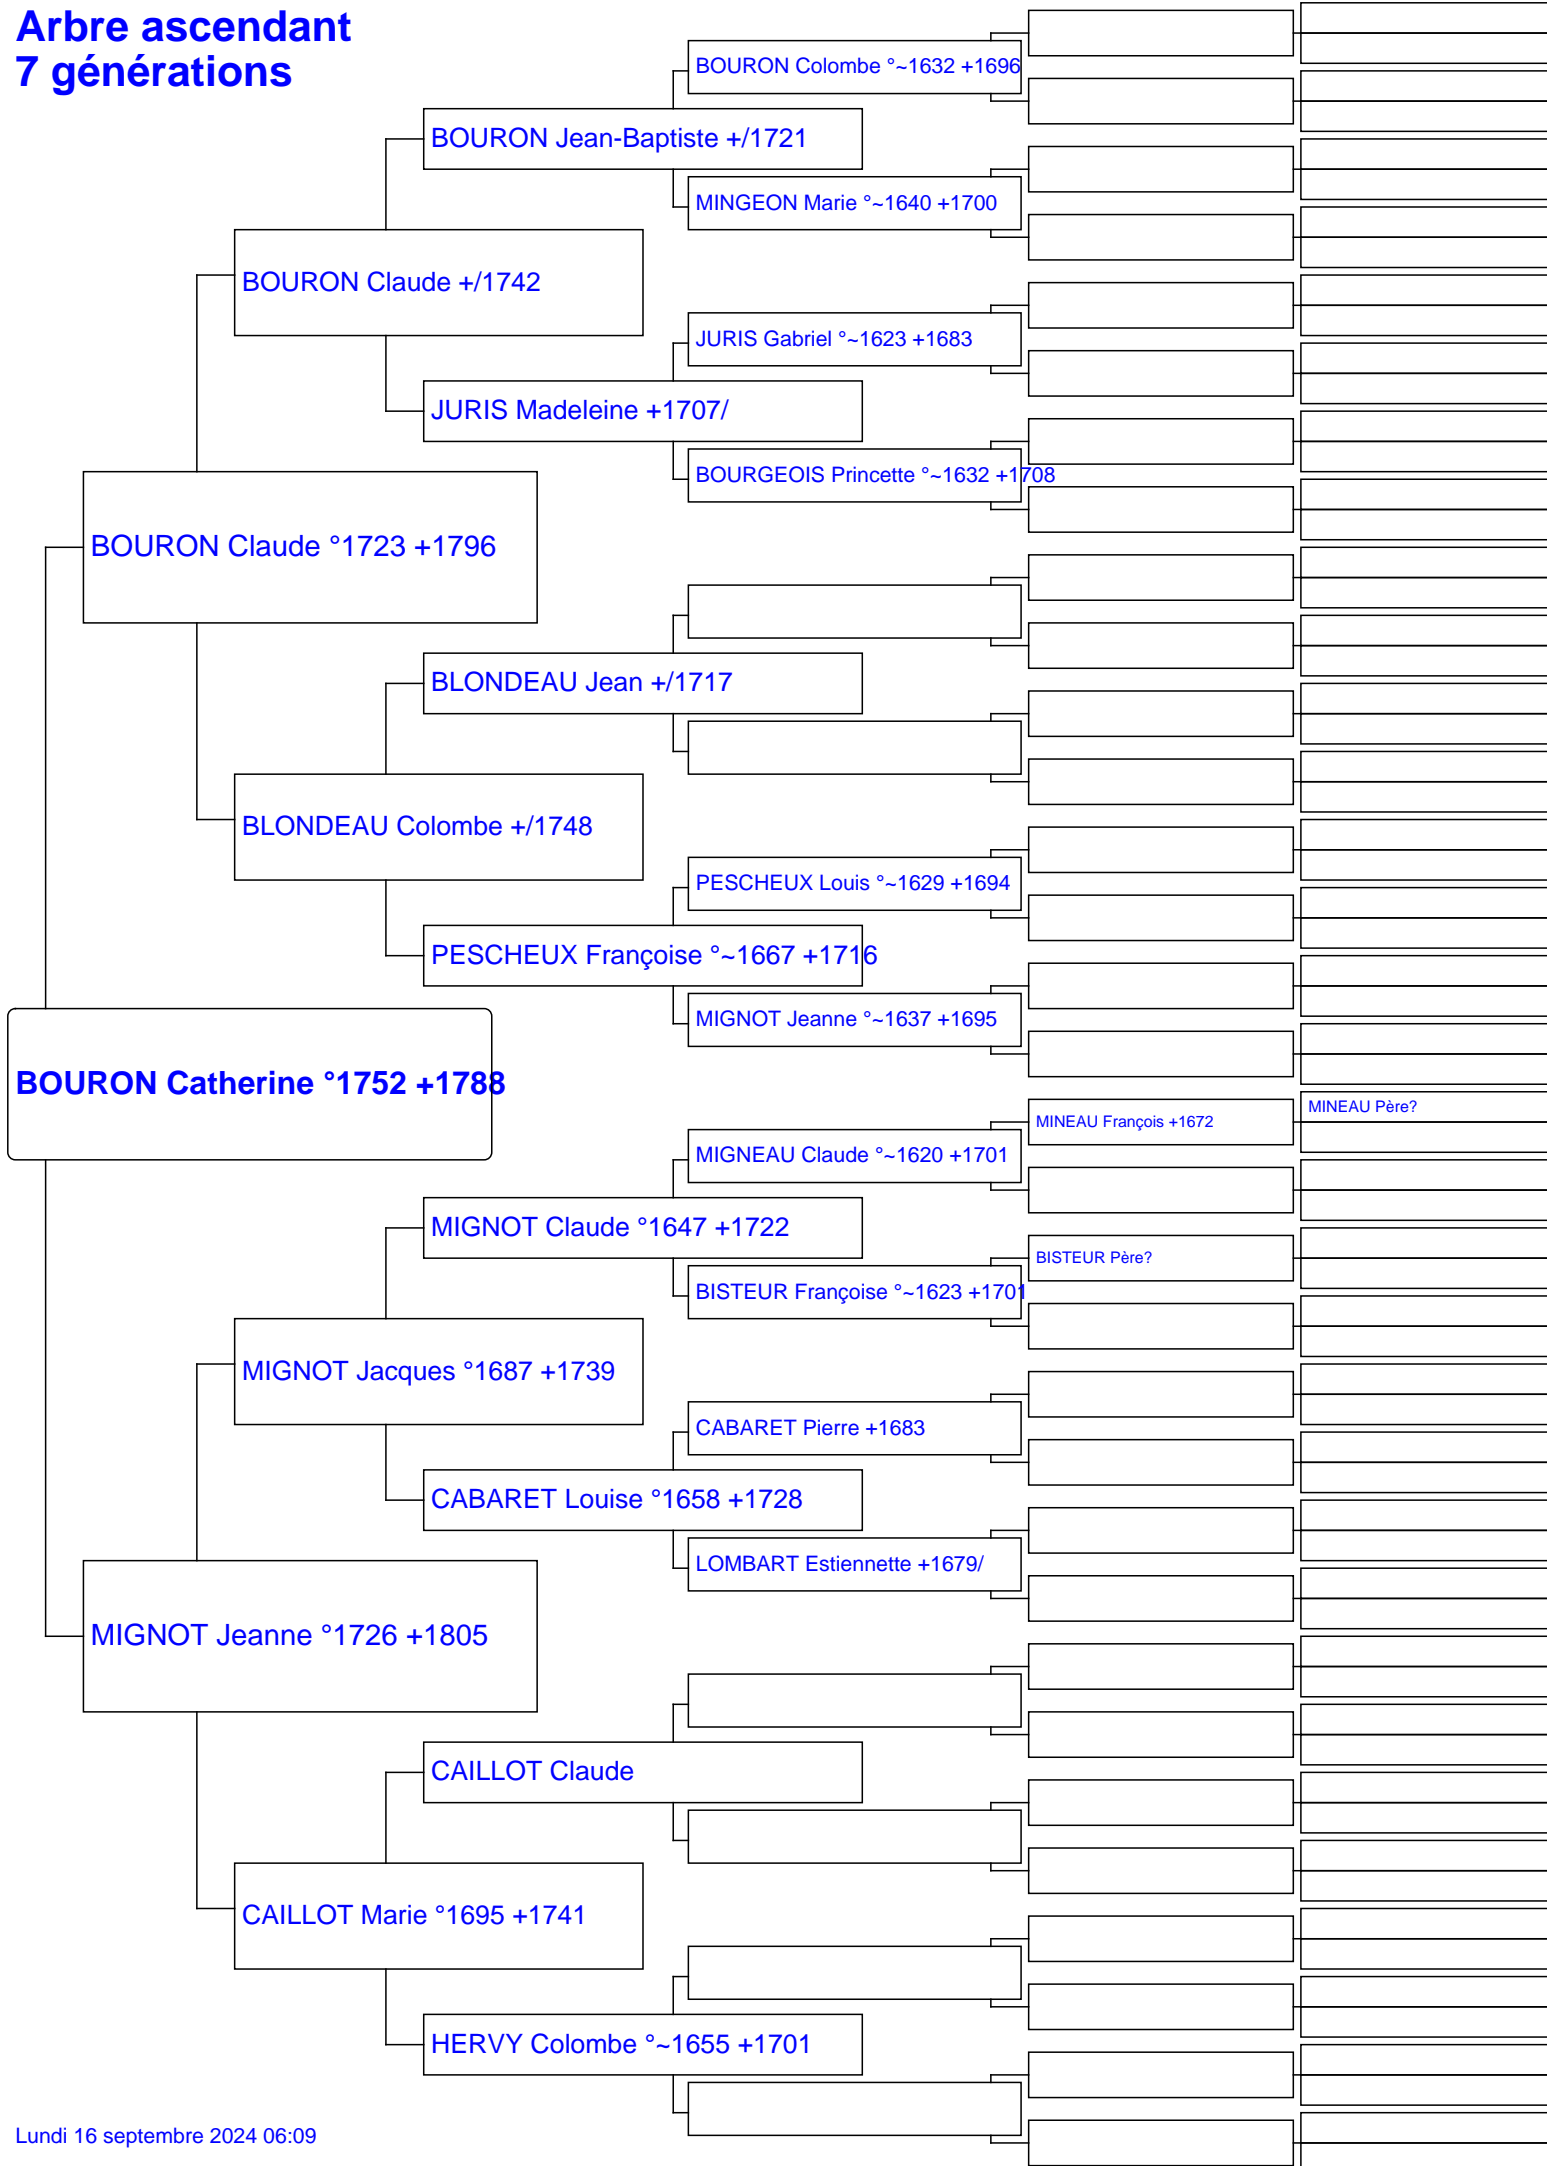 Arbre ascendant
7 générations
BOURON Colombe °~1632 +1696
BOURON Jean-Baptiste +/1721
MINGEON Marie °~1640 +1700
BOURON Claude +/1742
JURIS Gabriel °~1623 +1683
JURIS Madeleine +1707/
BOURGEOIS Princette °~1632 +1708
BOURON Claude °1723 +1796
BLONDEAU Jean +/1717
BLONDEAU Colombe +/1748
PESCHEUX Louis °~1629 +1694
PESCHEUX Françoise °~1667 +1716
MIGNOT Jeanne °~1637 +1695
BOURON Catherine °1752 +1788
MINEAU Père?
MINEAU François +1672
MIGNEAU Claude °~1620 +1701
MIGNOT Claude °1647 +1722
BISTEUR Père?
BISTEUR Françoise °~1623 +1701
MIGNOT Jacques °1687 +1739
CABARET Pierre +1683
CABARET Louise °1658 +1728
LOMBART Estiennette +1679/
MIGNOT Jeanne °1726 +1805
CAILLOT Claude
CAILLOT Marie °1695 +1741
HERVY Colombe °~1655 +1701
Lundi 16 septembre 2024 06:09